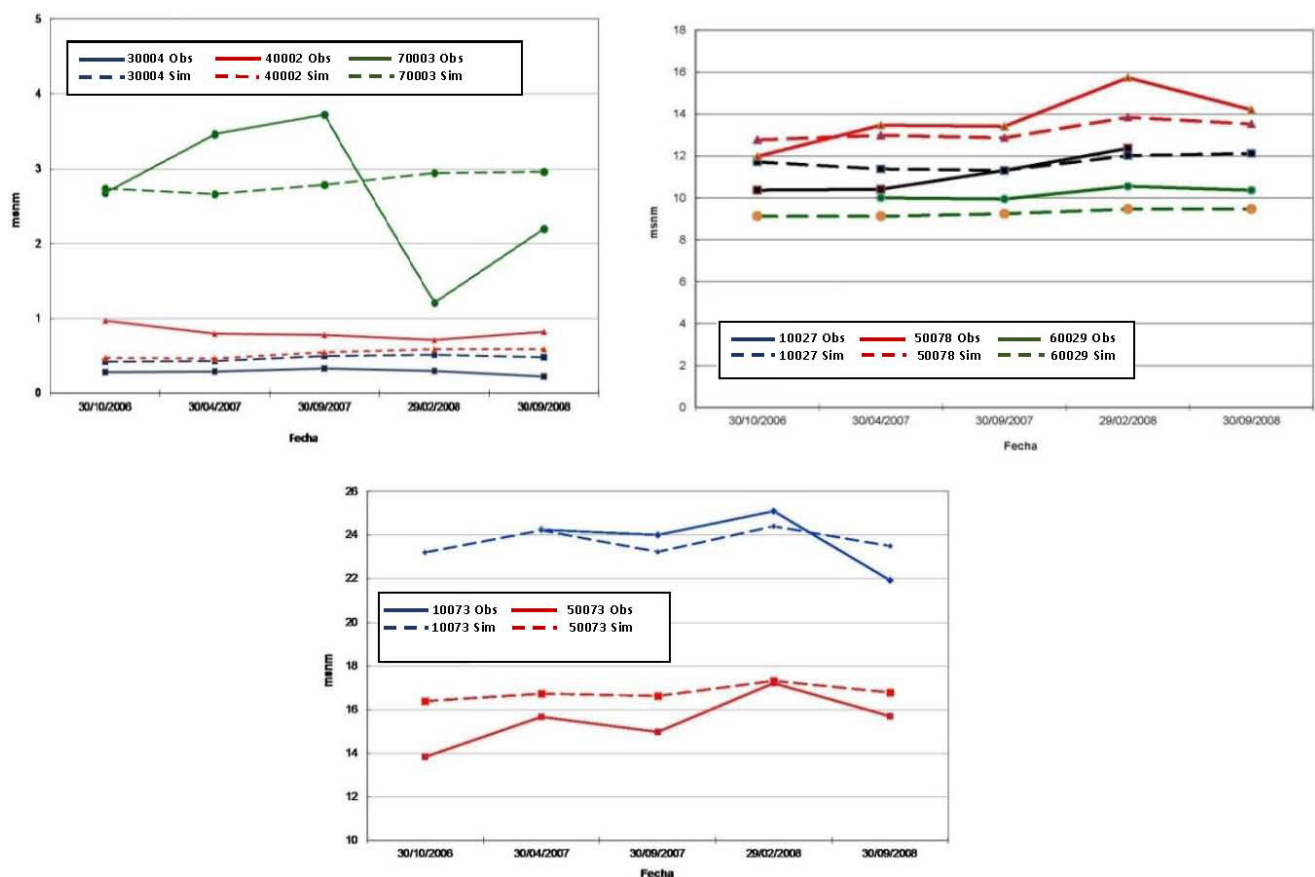 5
4
3
2
1
0
msnm
30004 Obs 40002 Obs 70003 Obs
30004 Sim 40002 Sim 70003 Sim
30/10/2006 30/04/2007 30/09/2007 29/02/2008 30/09/2008
Fecha
18
16
14
12
10
8
6
4
2
0
msnm
10027 Obs 50078 Obs 60029 Obs
10027 Sim 50078 Sim 60029 Sim
30/10/2006 30/04/2007 30/09/2007 29/02/2008 30/09/2008
Fecha
26
24
22
20
18
16
14
12
10
msnm
10073 Obs 50073 Obs
10073 Sim 50073 Sim
30/10/2006 30/04/2007 30/09/2007 29/02/2008 30/09/2008
Fecha